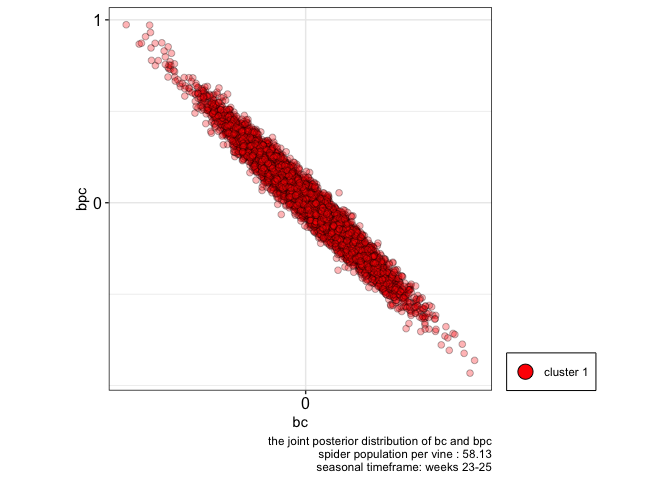 1
bpc
0
0
bc
cluster 1
the joint posterior distribution of bc and bpc
spider population per vine : 58.13
seasonal timeframe: weeks 23-25